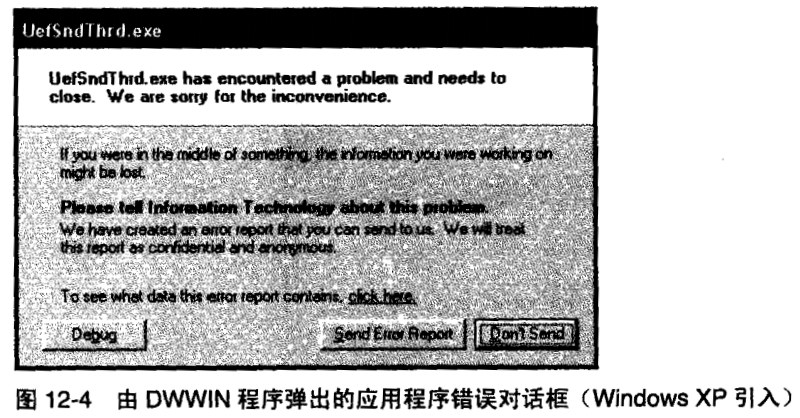 UefSndThrd.exe
UefSndThrd.exe has encountered a problem and needs to
close. We are sorry for the inconvenience.
If you were in the middle of something, the information you were working on
might be lost.
Please tell Information Technology about this problem.
We have created an error report that you can send to us. We will treat
this report as confidential and anonymous.
To see what data this error report contains, click here.
Debug
Send Error Report
Don't Send
图 12-4 由 DWWIN 程序弹出的应用程序错误对话框（Windows XP 引入）